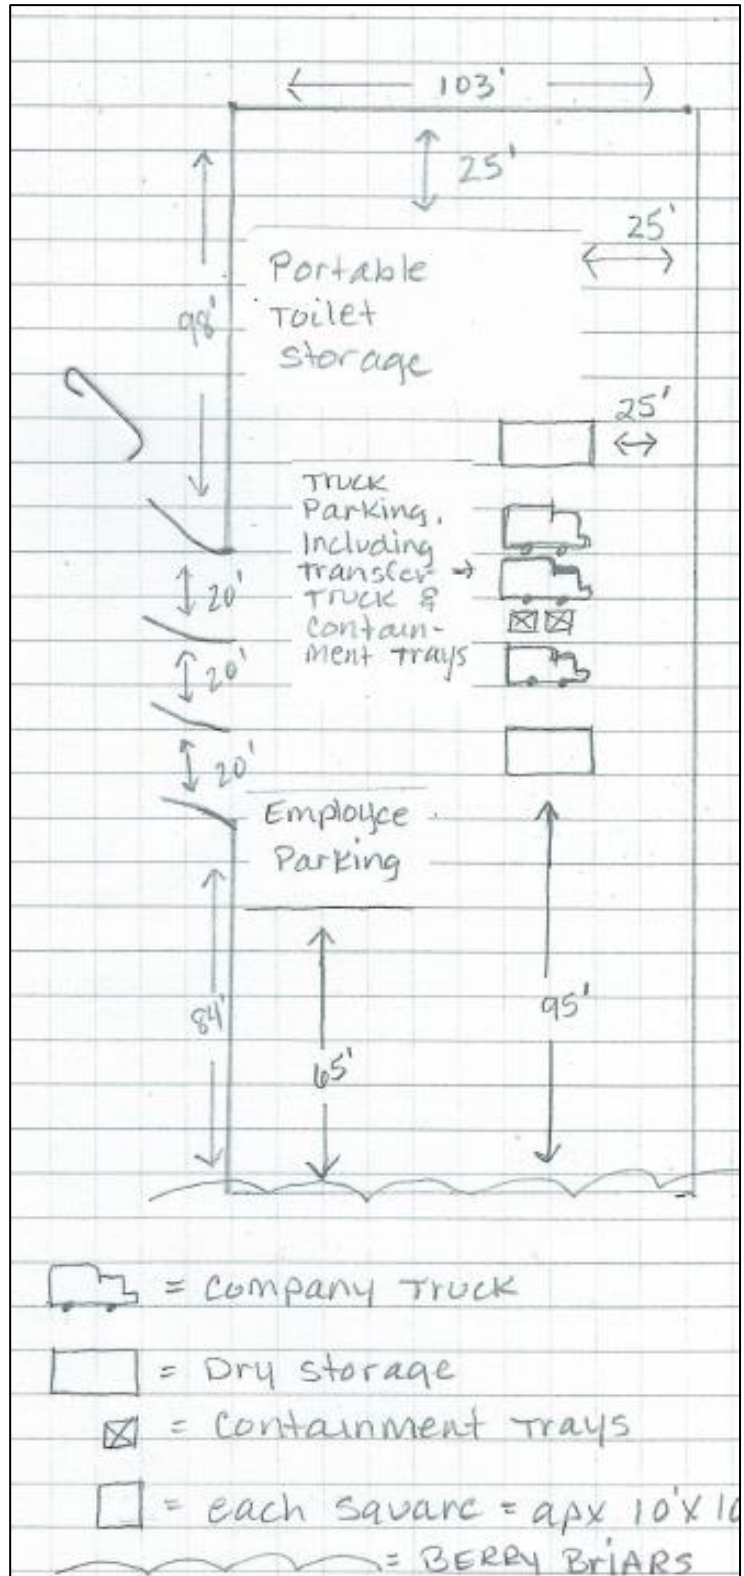 103'
25'
25'
Portable
Toilet
Storage
98'
25'
Truck
Parking,
Including
Transfer
Truck &
Contain-
ment Trays
20'
20'
20'
Employee
Parking
84'
65'
95'
= Company Truck
= Dry Storage
= Containment Trays
= each square = apx 10'x10
= BERRY BRIARS